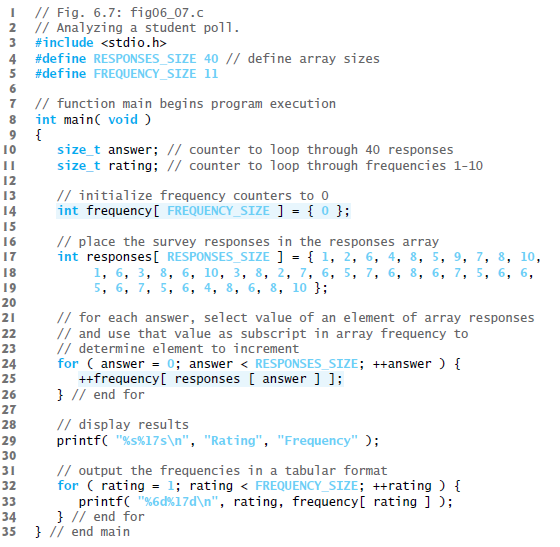 1 // Fig. 6.7: fig06_07.c
2 // Analyzing a student poll.
3 #include <stdio.h>
4 #define RESPONSES_SIZE 40 // define array sizes
5 #define FREQUENCY_SIZE 11
6
7 // function main begins program execution
8 int main( void )
9 {
10 size_t answer; // counter to loop through 40 responses
11 size_t rating; // counter to loop through frequencies 1-10
12
13 // initialize frequency counters to 0
14 int frequency[ FREQUENCY_SIZE ] = { 0 };
15
16 // place the survey responses in the responses array
17 int responses[ RESPONSES_SIZE ] = { 1, 2, 6, 4, 8, 5, 9, 7, 8, 10,
18 1, 6, 3, 8, 6, 10, 3, 8, 2, 7, 6, 5, 7, 6, 8, 6, 7, 5, 6, 6,
19 5, 6, 7, 5, 6, 4, 8, 6, 8, 10 };
20
21 // for each answer, select value of an element of array responses
22 // and use that value as subscript in array frequency to
23 // determine element to increment
24 for ( answer = 0; answer < RESPONSES_SIZE; ++answer ) {
25 ++frequency[ responses [ answer ] ];
26 } // end for
27
28 // display results
29 printf( "%s%17s\n", "Rating", "Frequency" );
30
31 // output the frequencies in a tabular format
32 for ( rating = 1; rating < FREQUENCY_SIZE; ++rating ) {
33 printf( "%6d%17d\n", rating, frequency[ rating ] );
34 } // end for
35 } // end main